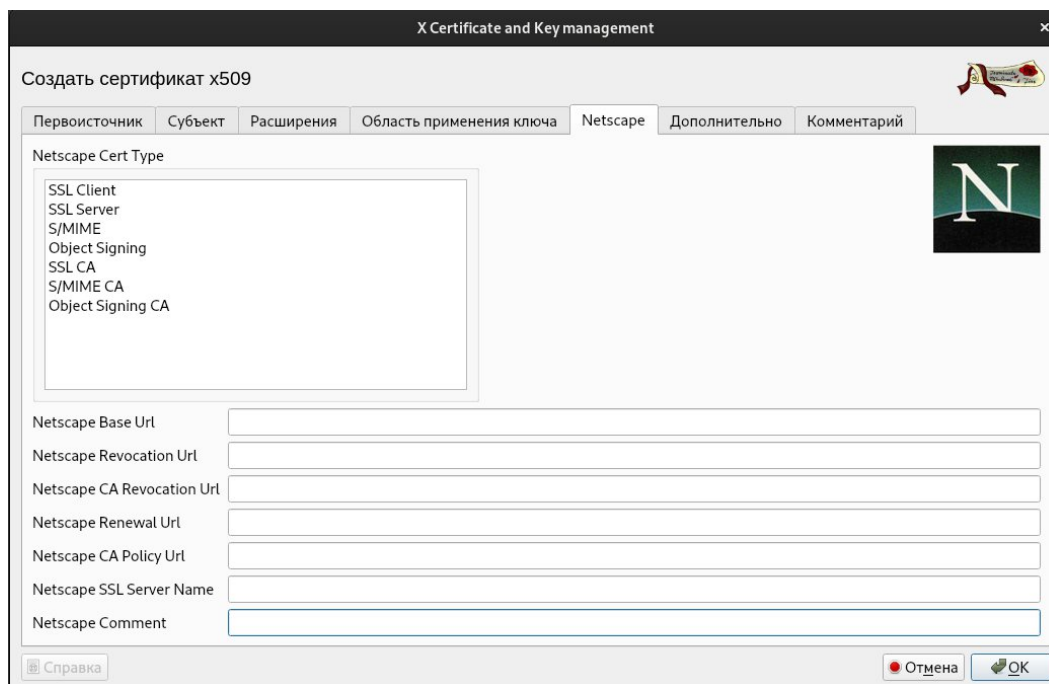 X Certificate and Key management
×
Создать сертификат x509
Первоисточник
Субъект
Расширения
Область применения ключа
Netscape
Дополнительно
Комментарий
Netscape Cert Type
SSL Client
SSL Server
S/MIME
Object Signing
SSL CA
S/MIME CA
Object Signing CA
N
Netscape Base Url
Netscape Revocation Url
Netscape CA Revocation Url
Netscape Renewal Url
Netscape CA Policy Url
Netscape SSL Server Name
Netscape Comment
Справка
Отмена
OK